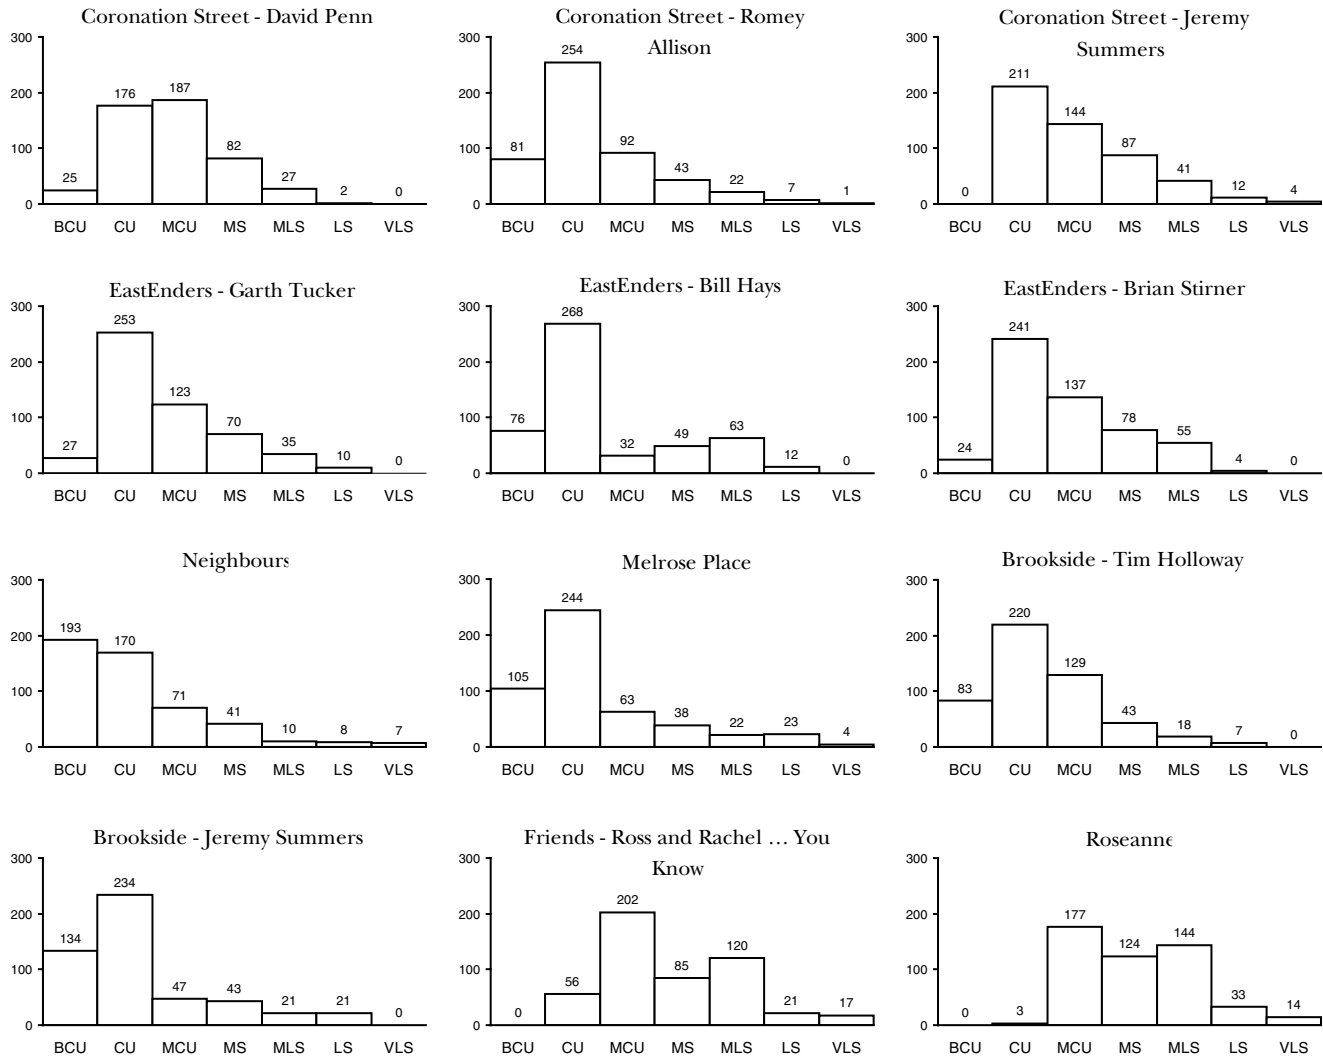 Coronation Street - David Penn
300
200
100
0
25 176 187 82 27 2 0
BCU CU MCU MS MLS LS VLS
Coronation Street - Romey
Allison
81 254 92 43 22 7 1
300
200
100
0
BCU CU MCU MS MLS LS VLS
Coronation Street - Jeremy
Summers
300
200
100
0
0 211 144 87 41 12 4
BCU CU MCU MS MLS LS VLS
EastEnders - Garth Tucker
300
200
100
0
27 253 123 70 35 10 0
BCU CU MCU MS MLS LS VLS
EastEnders - Bill Hays
300
200
100
0
76 268 32 49 63 12 0
BCU CU MCU MS MLS LS VLS
EastEnders - Brian Stirner
300
200
100
0
24 241 137 78 55 4 0
BCU CU MCU MS MLS LS VLS
Neighbours
300
200
100
0
193 170 71 41 10 8 7
BCU CU MCU MS MLS LS VLS
Melrose Place
300
200
100
0
105 244 63 38 22 23 4
BCU CU MCU MS MLS LS VLS
Brookside - Tim Holloway
300
200
100
0
83 220 129 43 18 7 0
BCU CU MCU MS MLS LS VLS
Brookside - Jeremy Summers
300
200
100
0
134 234 47 43 21 21 0
BCU CU MCU MS MLS LS VLS
Friends - Ross and Rachel … You
Know
300
200
100
0
0 56 202 85 120 21 17
BCU CU MCU MS MLS LS VLS
Roseanne
300
200
100
0
0 3 177 124 144 33 14
BCU CU MCU MS MLS LS VLS